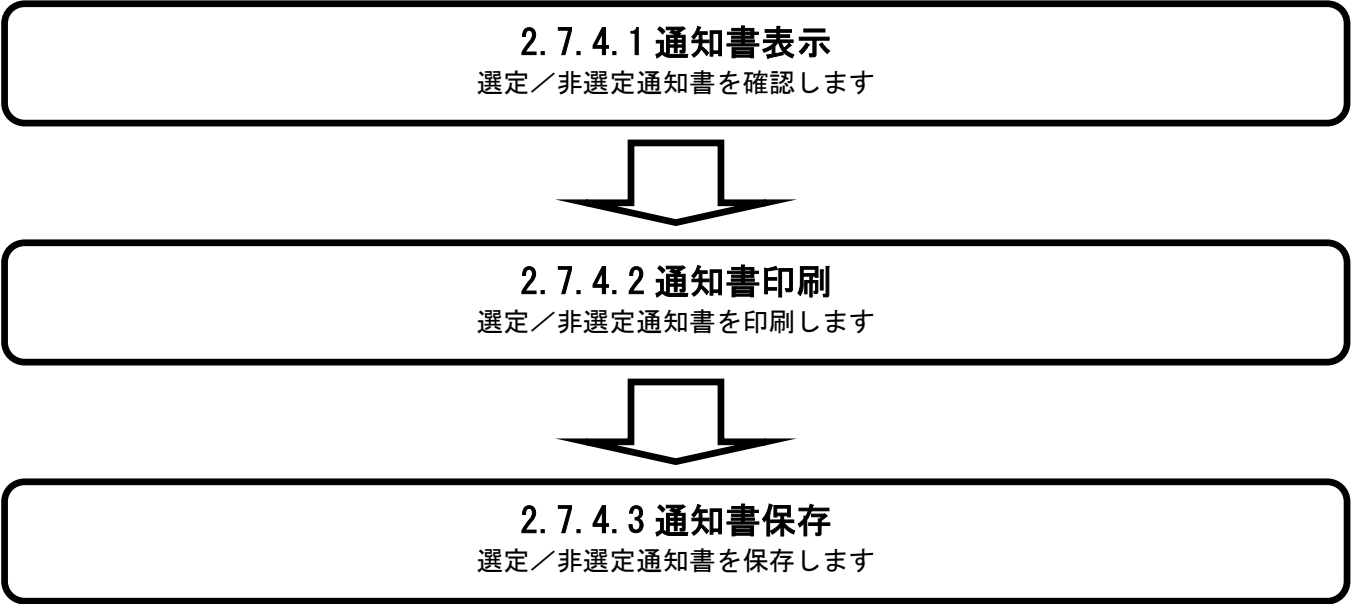 2.7.4.1通知書表示
選定／非選定通知書を確認します
2.7.4.2通知書印刷
選定／非選定通知書を印刷します
2.7.4.3通知書保存
選定／非選定通知書を保存します